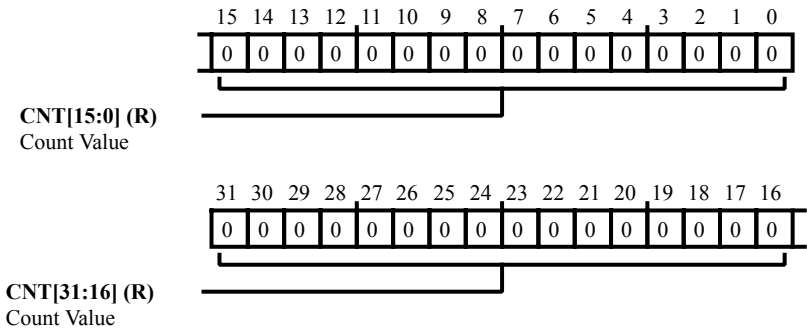 15 14 13 12 11 10 9 8 7 6 5 4 3 2 1 0
0 0 0 0 0 0 0 0 0 0 0 0 0 0 0 0
CNT[15:0] (R)
Count Value
31 30 29 28 27 26 25 24 23 22 21 20 19 18 17 16
0 0 0 0 0 0 0 0 0 0 0 0 0 0 0 0
CNT[31:16] (R)
Count Value